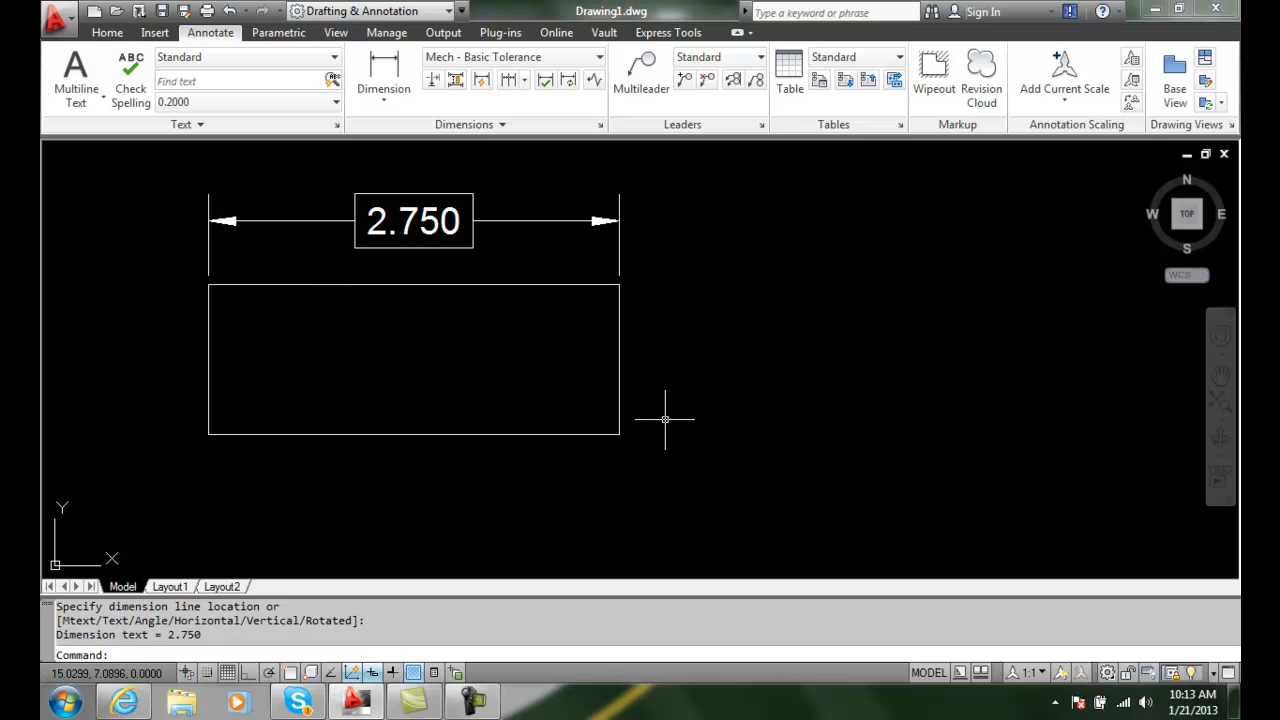 Drafting & Annotation
Drawing1.dwg
Type a keyword or phrase
Sign In
Home Insert Annotate Parametric View Manage Output Plug-ins Online Vault Express Tools
Multiline Text
ABC
Check Spelling
Standard
Find text
0.2000
Text
Dimension
Mech - Basic Tolerance
Dimensions
Multileader
Standard
Leaders
Table
Standard
Tables
Wipeout
Revision Cloud
Markup
Add Current Scale
Annotation Scaling
Base View
Drawing Views
2.750
N
W TOP E
S
WCS
Y
X
Model Layout1 Layout2
Specify dimension line location or
[Mtext/Text/Angle/Horizontal/Vertical/Rotated]:
Dimension text = 2.750
Command:
15.0299, 7.0896, 0.0000
MODEL
1:1
10:13 AM
1/21/2013